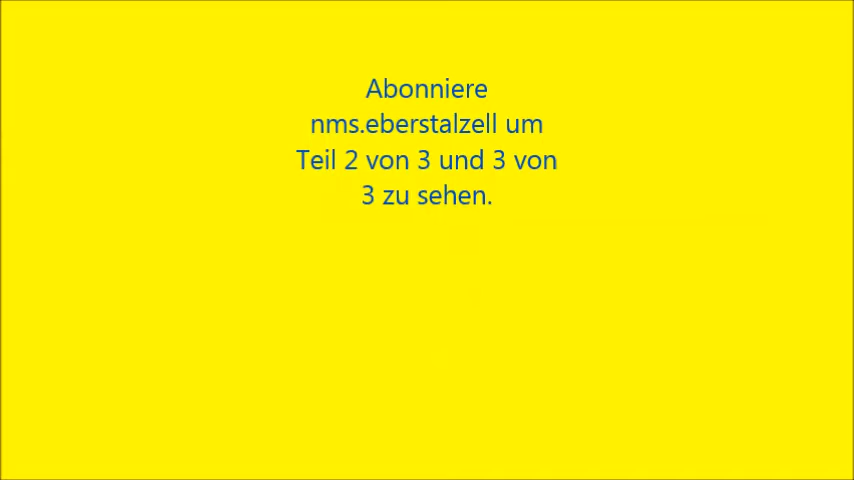 Abonniere
nms.eberstalzell um
Teil 2 von 3 und 3 von
3 zu sehen.